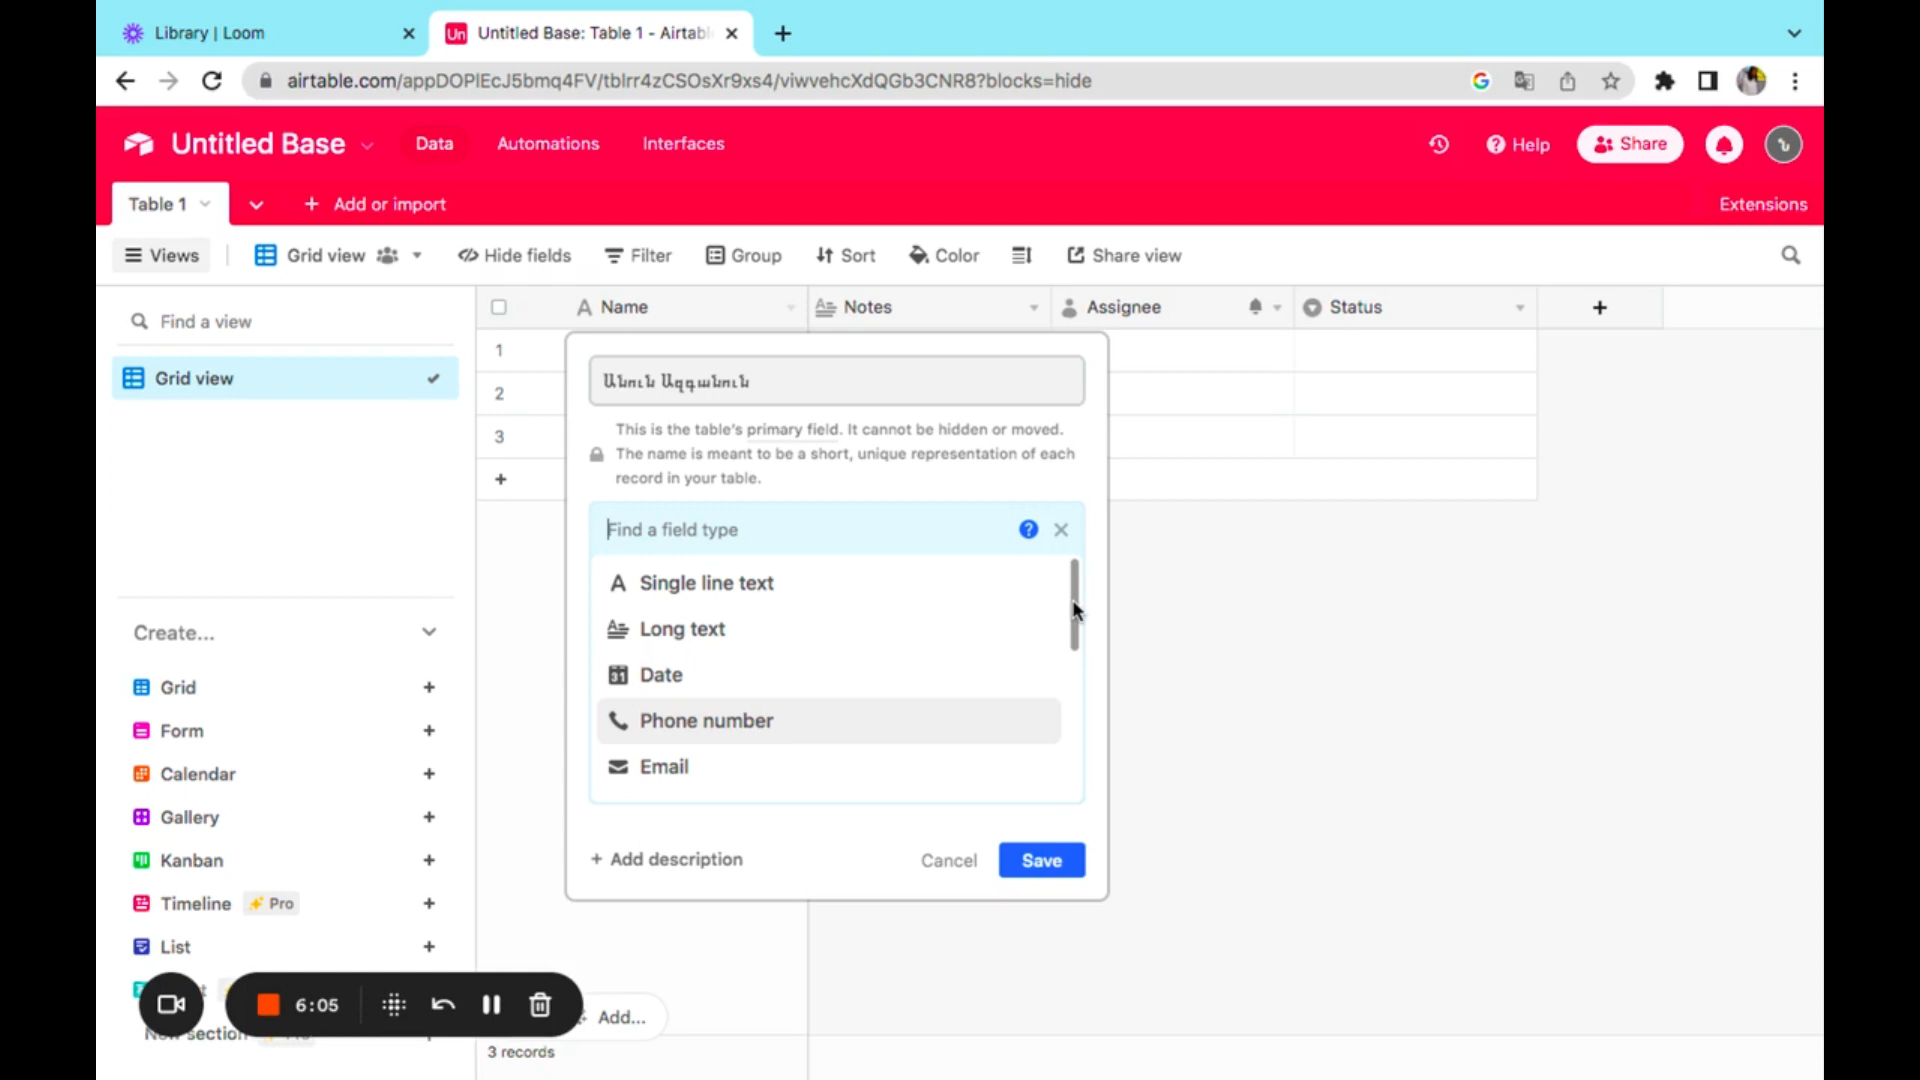 Library | Loom
Un Untitled Base: Table 1 - Airtabl
airtable.com/appDOPlEcJ5bmq4FV/tblrr4zCSOsXr9xs4/viwvehcXdQGb3CNR8?blocks=hide
Untitled Base Data Automations Interfaces Help Share
Table 1 Add or import Extensions
Views Grid view Hide fields Filter Group Sort Color Share view
Find a view
Name Notes Assignee Status
Grid view
1
2
3
Անուն Ազգանուն
This is the table's primary field. It cannot be hidden or moved.
The name is meant to be a short, unique representation of each
record in your table.
Find a field type
Single line text
Long text
Date
Phone number
Email
+ Add description Cancel Save
Create...
Grid
Form
Calendar
Gallery
Kanban
Timeline Pro
List
6:05
section
Add...
3 records